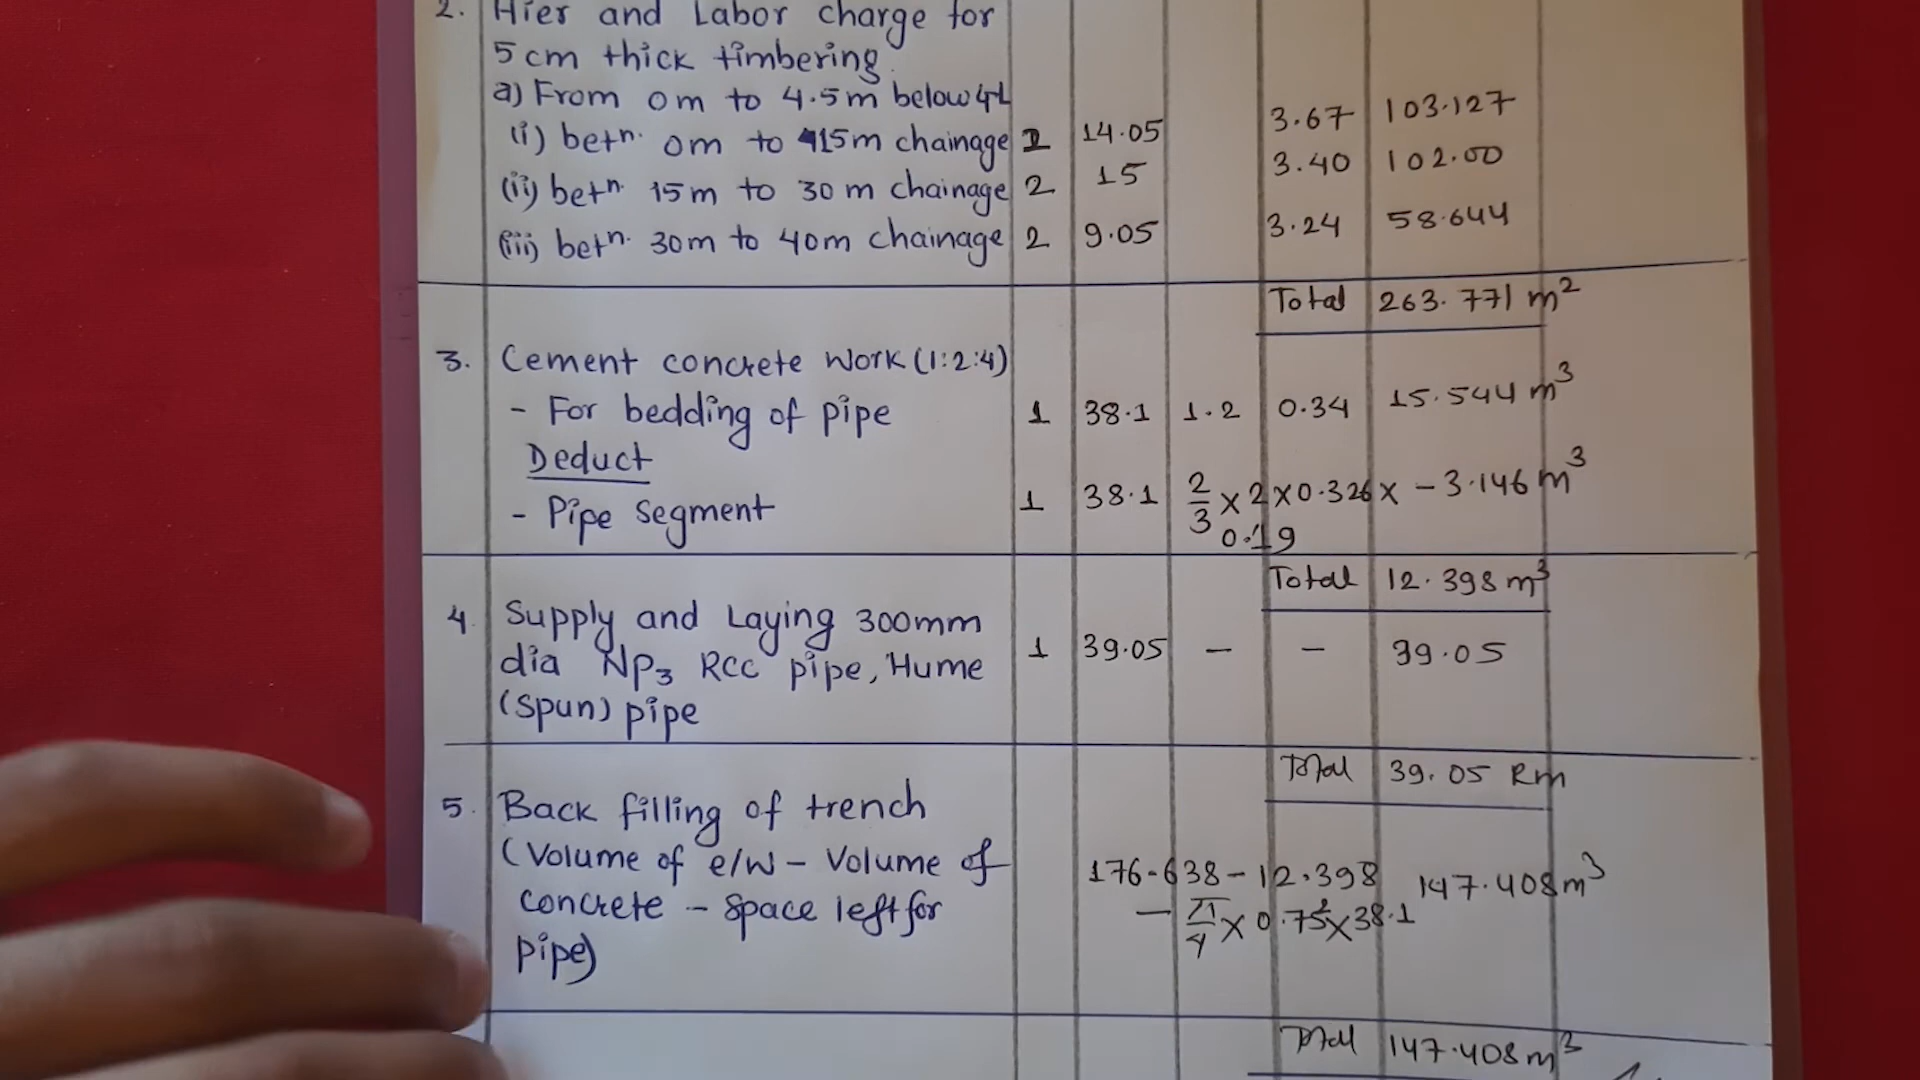 2. Hier and Labor charge for
5cm thick timbering
a) From 0m to 4.5m below GL
(i) betn. 0m to 15m chainage 2 14.05 3.67 103.127
(ii) betn. 15m to 30m chainage 2 15 3.40 102.00
(iii) betn. 30m to 40m chainage 2 9.05 3.24 58.644
Total 263.771 m²
3. Cement concrete work (1:2:4)
- For bedding of pipe 1 38.1 1.2 0.34 15.544 m³
Deduct
- Pipe segment 1 38.1 2/3 × 2 × 0.326 × - 3.146 m³
0.19
Total 12.398 m³
4. Supply and Laying 300mm
dia NP3 RCC pipe, Hume 1 39.05 - - 39.05
(spun) pipe
Total 39.05 Rm
5. Back filling of trench
(Volume of e/w - Volume of 176.638 - 12.398 147.408 m³
concrete - space left for - π/4 × 0.75² × 38.1
pipe)
Total 147.408 m³